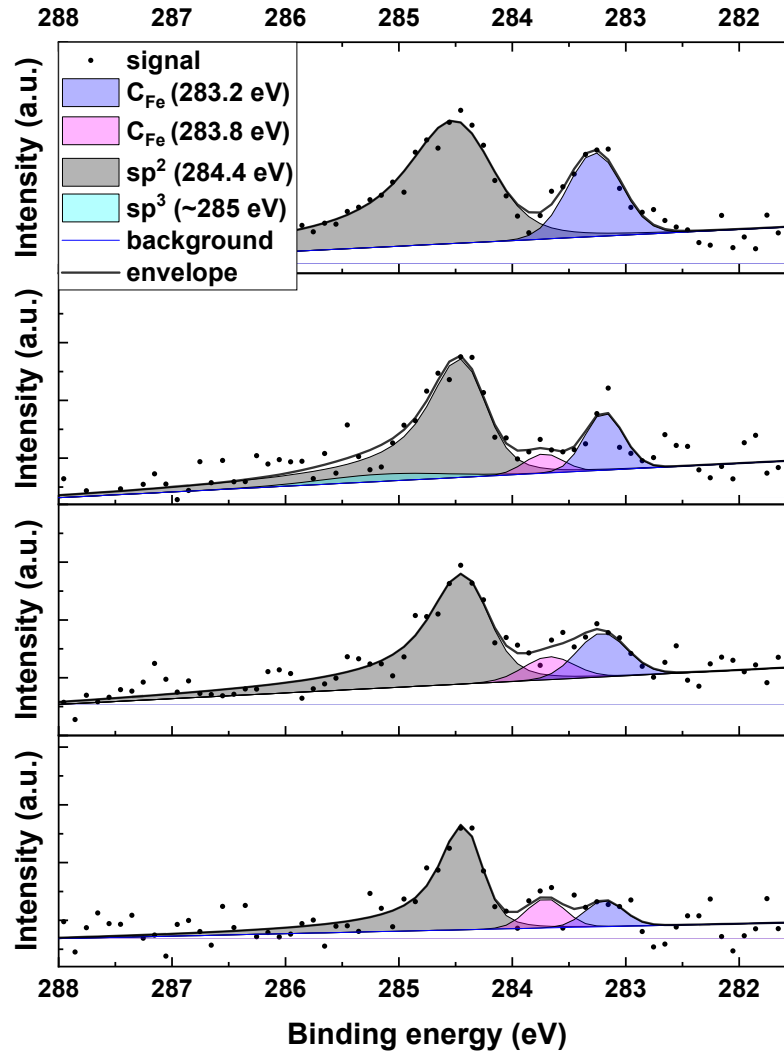 288 287 286 285 284 283 282
Intensity (a.u.)
signal
C_Fe (283.2 eV)
C_Fe (283.8 eV)
sp² (284.4 eV)
sp³ (~285 eV)
background
envelope
Intensity (a.u.)
Intensity (a.u.)
Intensity (a.u.)
288 287 286 285 284 283 282
Binding energy (eV)